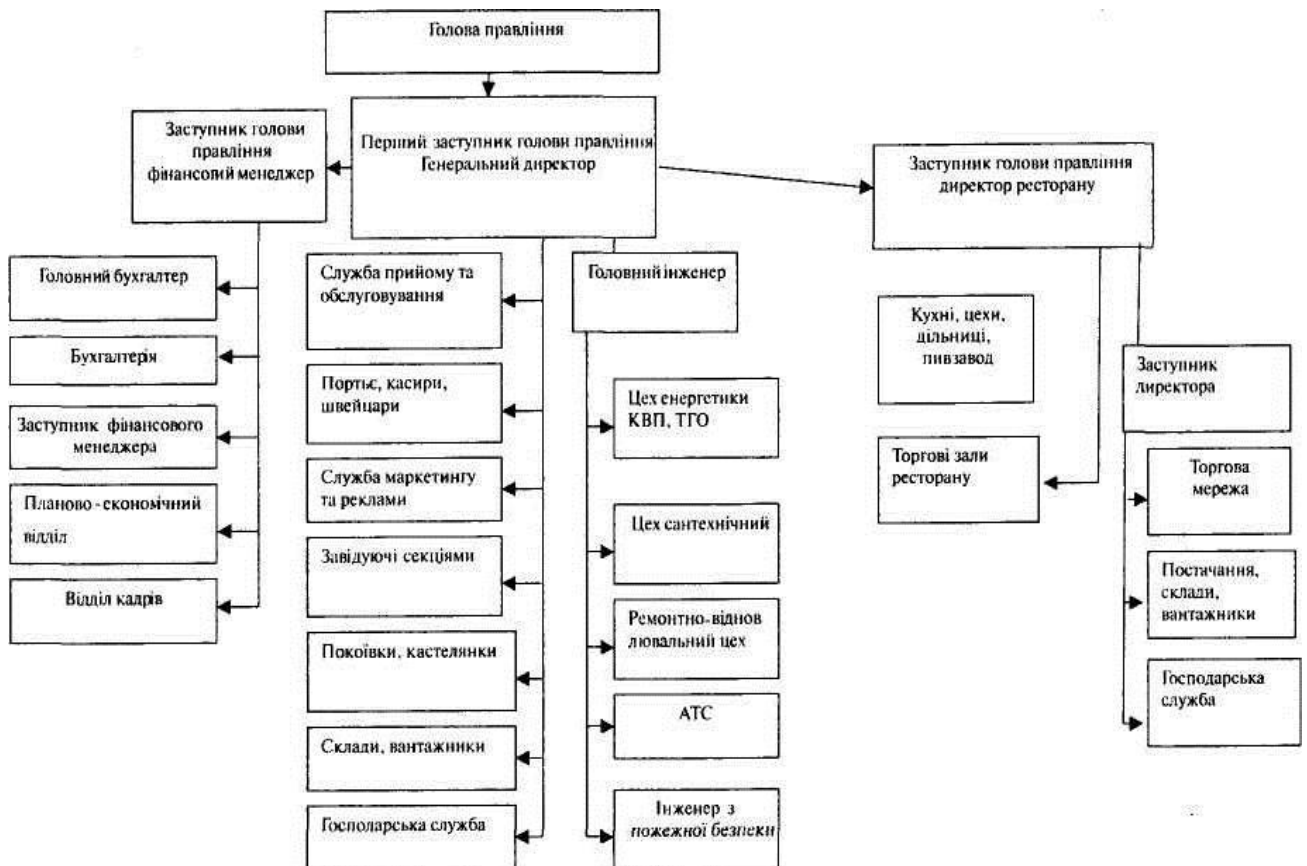 Голова правління
Заступник голови
правління
фінансовий менеджер
Перший заступник голови правління
Генеральний директор
Заступник голови правління
директор ресторану
Головний бухгалтер
Бухгалтерія
Заступник фінансового
менеджера
Планово-економічний
відділ
Відділ кадрів
Служба прийому та
обслуговування
Портьє, касири,
швейцари
Служба маркетингу
та реклами
Завідуючі секціями
Покоївки, кастелянки
Склади, вантажники
Господарська служба
Головний інженер
Цех енергетики
КВП, ТГО
Цех сантехнічний
Ремонтно-віднов
лювальний цех
АТС
Інженер з
пожежної безпеки
Кухні, цехи,
дільниці,
пивзавод
Торгові зали
ресторану
Заступник
директора
Торгова
мережа
Постачання,
склади,
вантажники
Господарська
служба